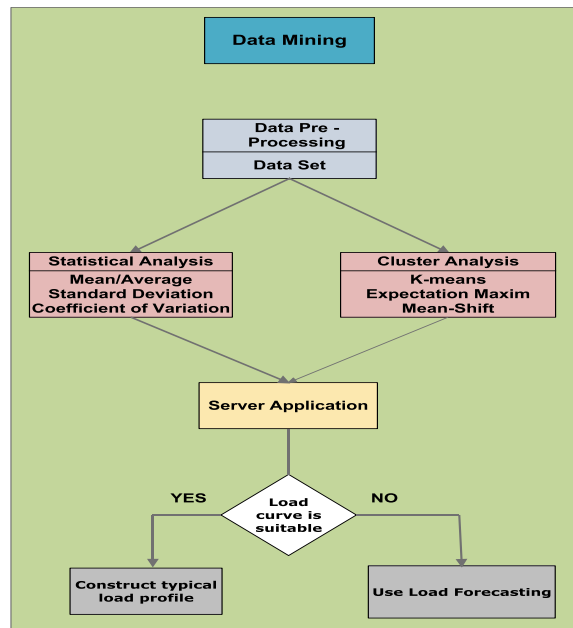 Data Mining
Data Pre -
Processing
Data Set
Statistical Analysis
Mean/Average
Standard Deviation
Coefficient of Variation
Cluster Analysis
K-means
Expectation Maxim
Mean-Shift
Server Application
YES
Load
curve is
suitable
NO
Construct typical
load profile
Use Load Forecasting